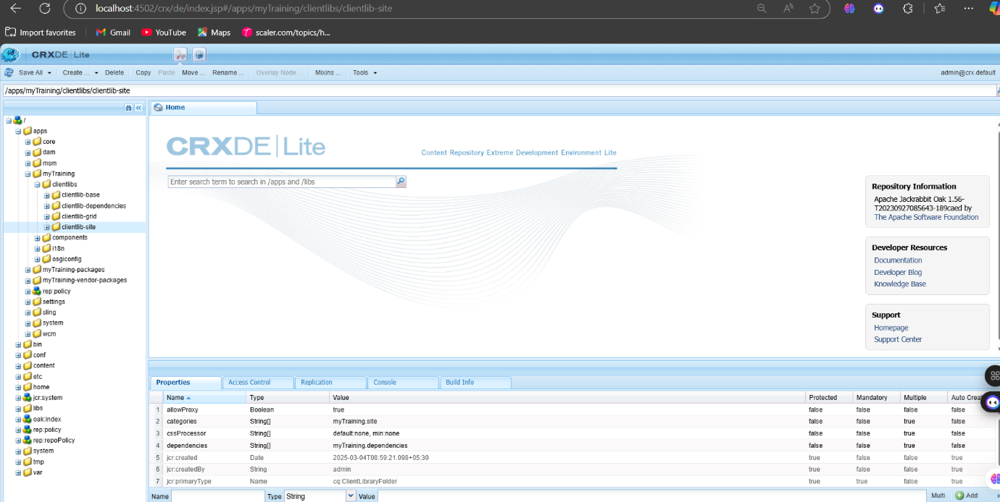 localhost:4502/crx/de/index.jsp#/apps/myTraining/clientlibs/clientlib-site
Import favorites Gmail YouTube Maps scaler.com/topics/h...
CRXDE | Lite
Save All Create ... Delete Copy Paste Move ... Rename ... Overlay Node ... Mixins ... Tools admin@crx.default
/apps/myTraining/clientlibs/clientlib-site
/
apps
core
dam
msm
myTraining
clientlibs
clientlib-base
clientlib-dependencies
clientlib-grid
clientlib-site
components
i18n
osgiconfig
myTraining-packages
myTraining-vendor-packages
rep:policy
settings
sling
system
wcm
bin
conf
content
etc
home
jcr:system
libs
oak:index
rep:policy
rep:repoPolicy
system
tmp
var
Home
CRXDE | Lite
Content Repository Extreme Development Environment Lite
Enter search term to search in /apps and /libs
Repository Information
Apache Jackrabbit Oak 1.56-
T20230927085643-189caed by
The Apache Software Foundation
Developer Resources
Documentation
Developer Blog
Knowledge Base
Support
Homepage
Support Center
Properties Access Control Replication Console Build Info
Name Type Value Protected Mandatory Multiple Auto Crea
1 allowProxy Boolean true false false false false
2 categories String[] myTraining.site false false true false
3 cssProcessor String[] default:none, min:none false false true false
4 dependencies String[] myTraining.dependencies false false true false
5 jcr:created Date 2025-03-04T08:59:21.098+05:30 true false false true
6 jcr:createdBy String admin true false false true
7 jcr:primaryType Name cq:ClientLibraryFolder true true false true
Name Type String Value Multi Add